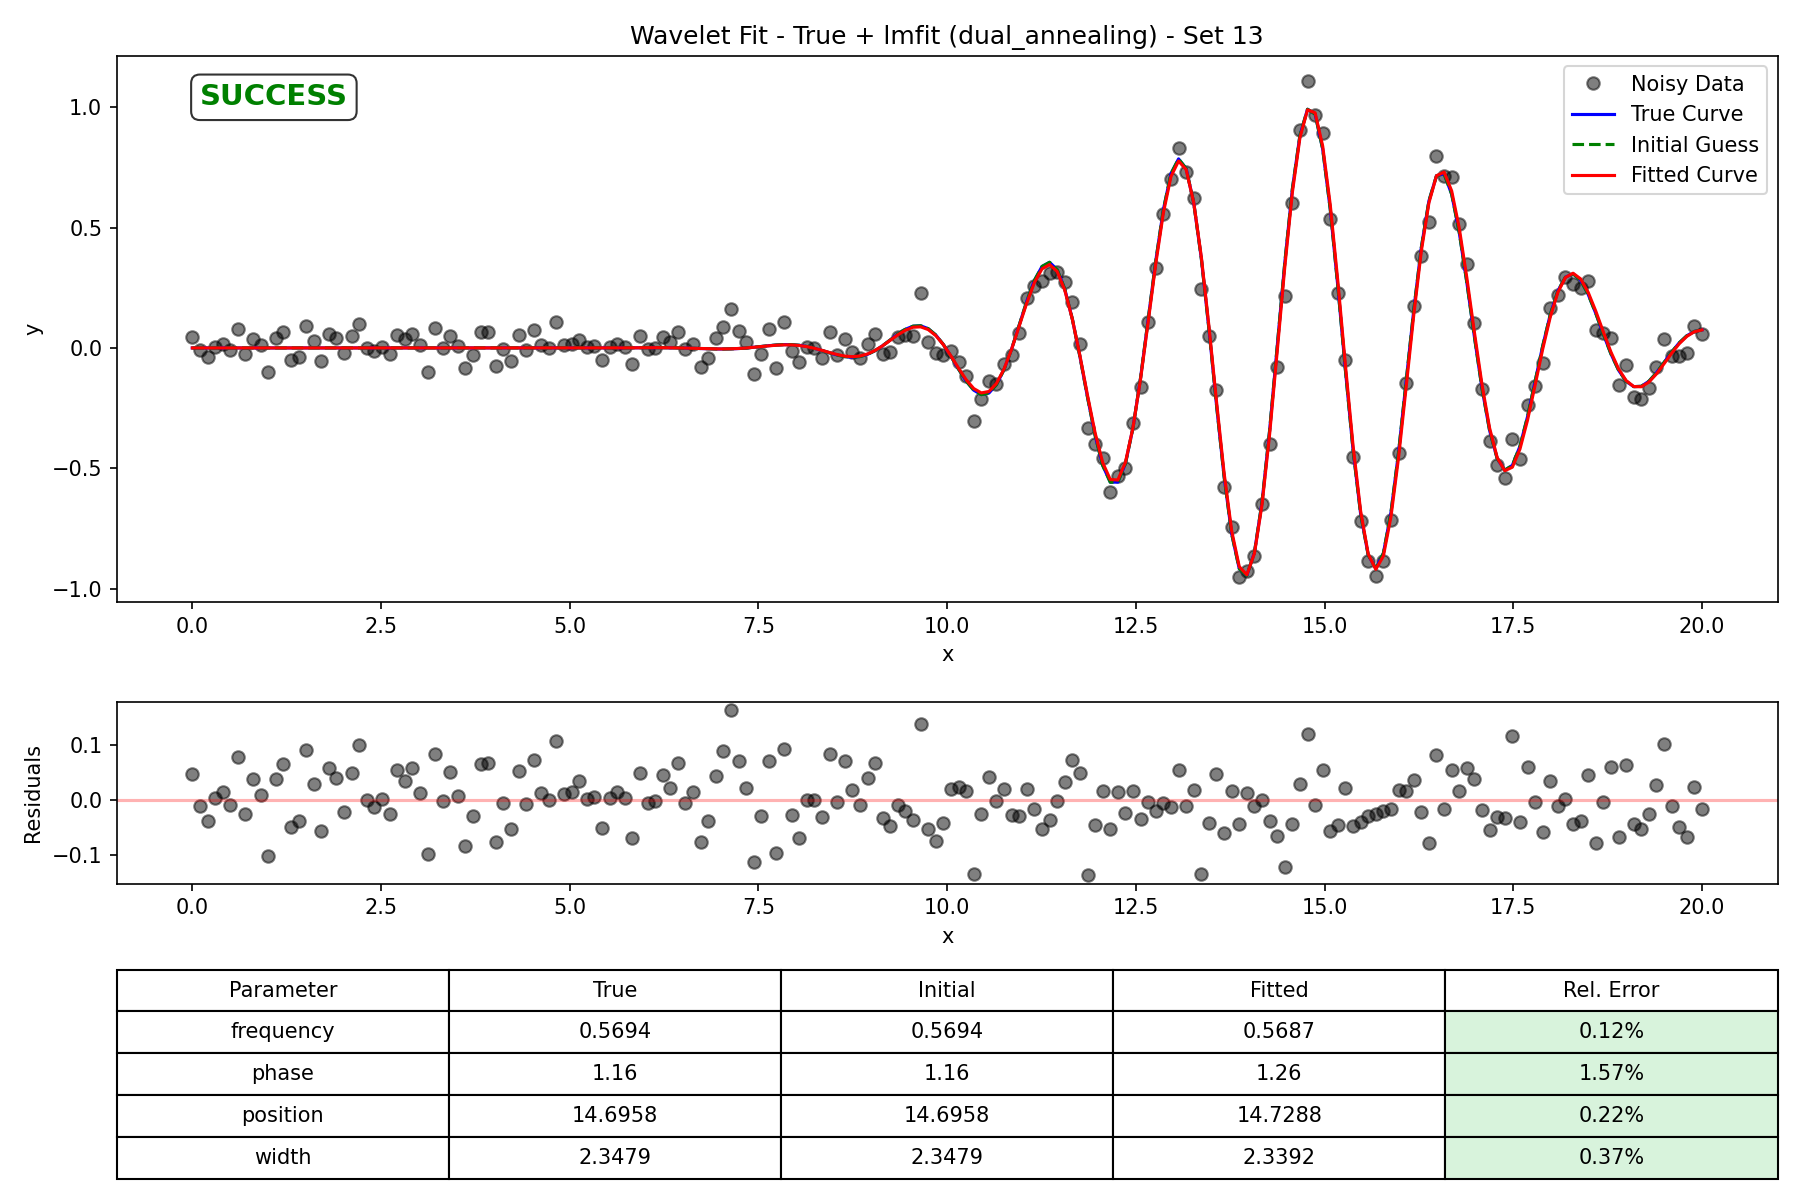 Wavelet Fit - True + lmfit (dual_annealing) - Set 13
SUCCESS
Noisy Data
True Curve
Initial Guess
Fitted Curve
1.0
0.5
0.0
−0.5
−1.0
y
0.0 2.5 5.0 7.5 10.0 12.5 15.0 17.5 20.0
x
0.1
0.0
−0.1
Residuals
0.0 2.5 5.0 7.5 10.0 12.5 15.0 17.5 20.0
x
Parameter True Initial Fitted Rel. Error
frequency 0.5694 0.5694 0.5687 0.12%
phase 1.16 1.16 1.26 1.57%
position 14.6958 14.6958 14.7288 0.22%
width 2.3479 2.3479 2.3392 0.37%